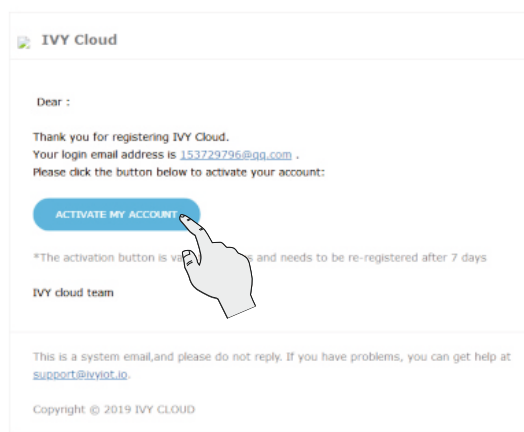 IVY Cloud
Dear :
Thank you for registering IVY Cloud.
Your login email address is 153729796@qq.com .
Please click the button below to activate your account:
ACTIVATE MY ACCOUNT
*The activation button is and needs to be re-registered after 7 days
IVY cloud team
This is a system email,and please do not reply. If you have problems, you can get help at
support@ivyiot.io.
Copyright © 2019 IVY CLOUD